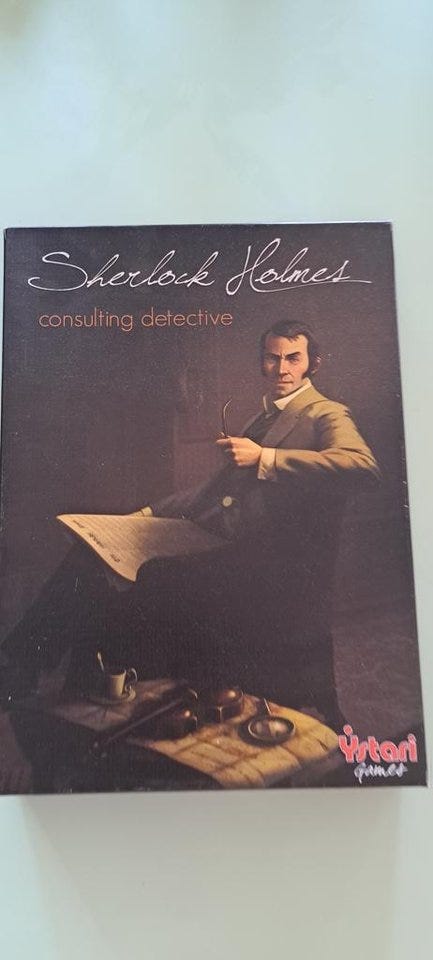 Sherlock Holmes
consulting detective
Ystari
games